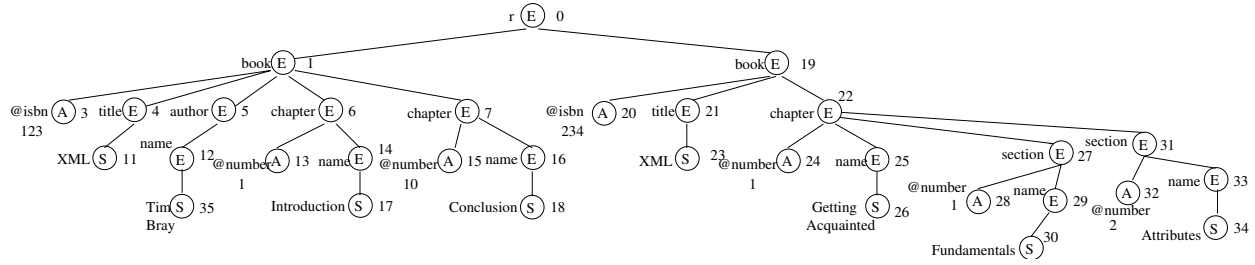 r E 0
book E 1
book E 19
@isbn A 3 title E 4 author E 5 chapter E 6 chapter E 7 @isbn A 20 title E 21 chapter E 22
123
234
section E 27 section E 31
XML S 11 name E 12 @number A 13 name E 14 @number A 15 name E 16 XML S 23 @number A 24 name E 25
1
10
1
@number A 28 name E 29 A 32 name E 33
1
@number
2
Tim S 35 Introduction S 17 Conclusion S 18 Getting S 26
Bray
Acquainted
Fundamentals S 30 Attributes S 34